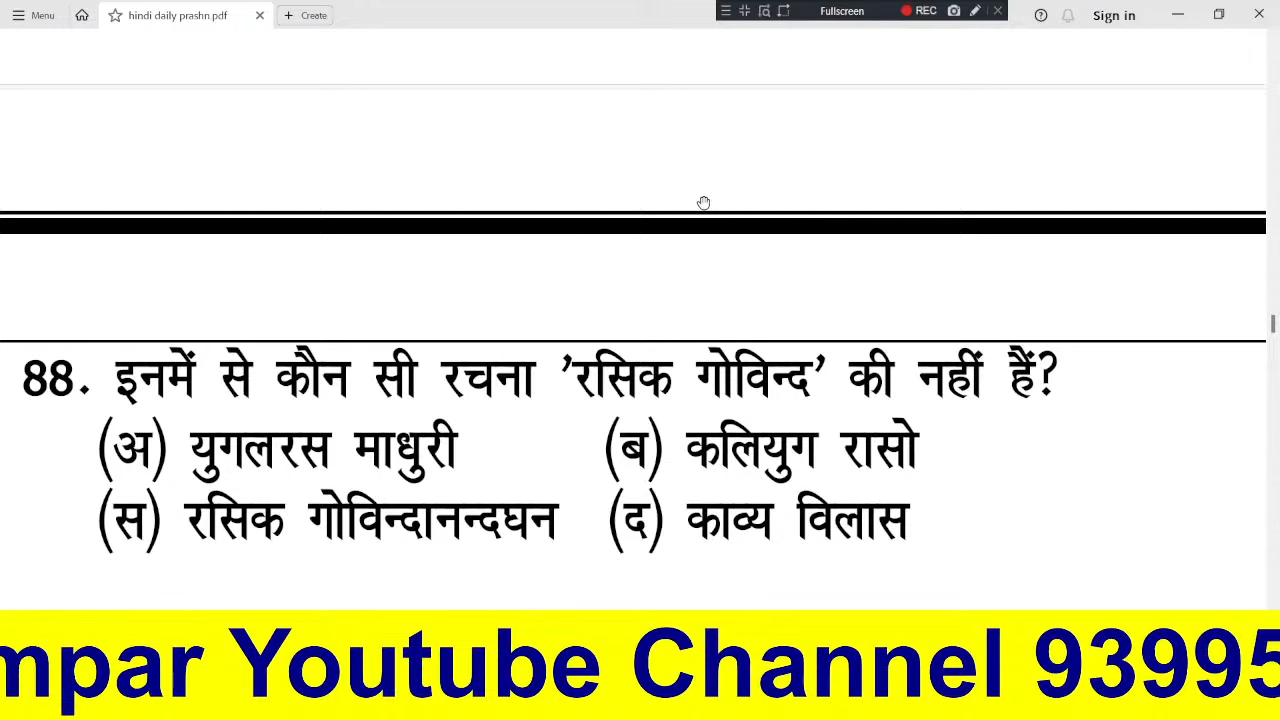 Menu hindi daily prashn.pdf Create Fullscreen REC Sign in
88. इनमें से कौन सी रचना 'रसिक गोविन्द' की नहीं हैं?
(अ) युगलरस माधुरी (ब) कलियुग रासो
(स) रसिक गोविन्दानन्दघन (द) काव्य विलास
mpar Youtube Channel 93995